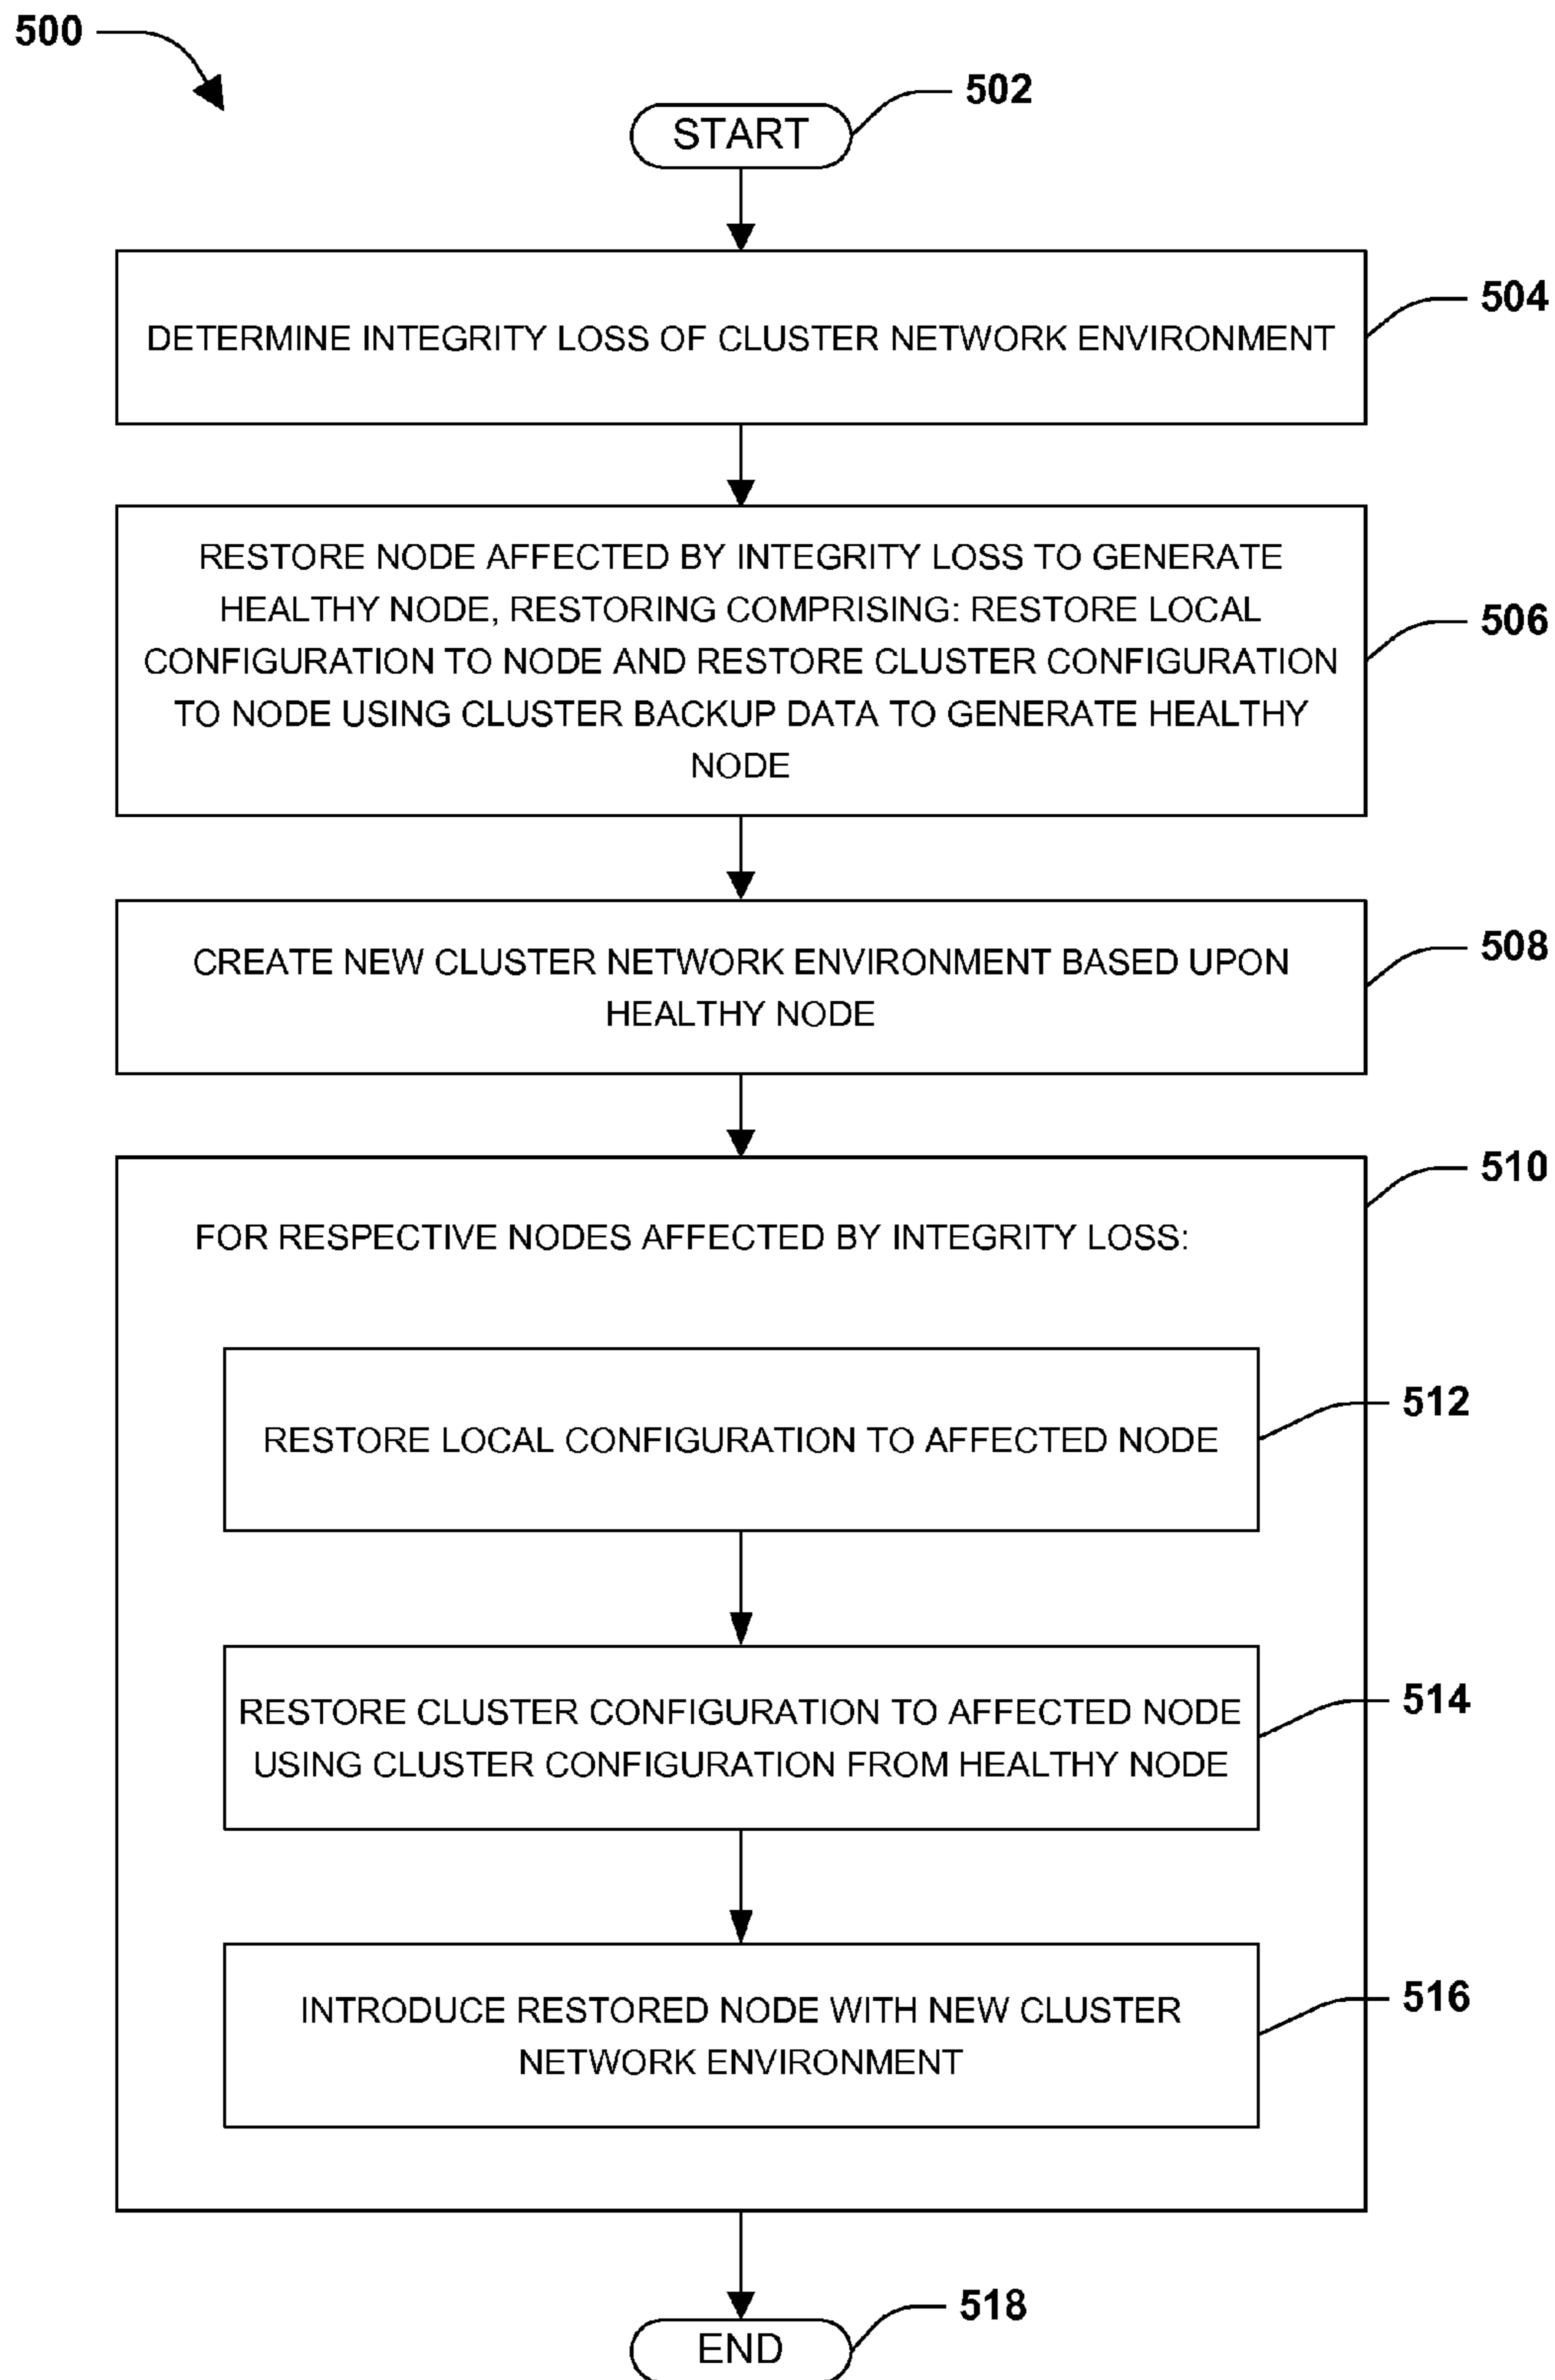 500
502
START
504
DETERMINE INTEGRITY LOSS OF CLUSTER NETWORK ENVIRONMENT
RESTORE NODE AFFECTED BY INTEGRITY LOSS TO GENERATE
HEALTHY NODE, RESTORING COMPRISING: RESTORE LOCAL
506
CONFIGURATION TO NODE AND RESTORE CLUSTER CONFIGURATION
TO NODE USING CLUSTER BACKUP DATA TO GENERATE HEALTHY
NODE
508
CREATE NEW CLUSTER NETWORK ENVIRONMENT BASED UPON
HEALTHY NODE
510
FOR RESPECTIVE NODES AFFECTED BY INTEGRITY LOSS:
512
RESTORE LOCAL CONFIGURATION TO AFFECTED NODE
514
RESTORE CLUSTER CONFIGURATION TO AFFECTED NODE
USING CLUSTER CONFIGURATION FROM HEALTHY NODE
516
INTRODUCE RESTORED NODE WITH NEW CLUSTER
NETWORK ENVIRONMENT
518
END